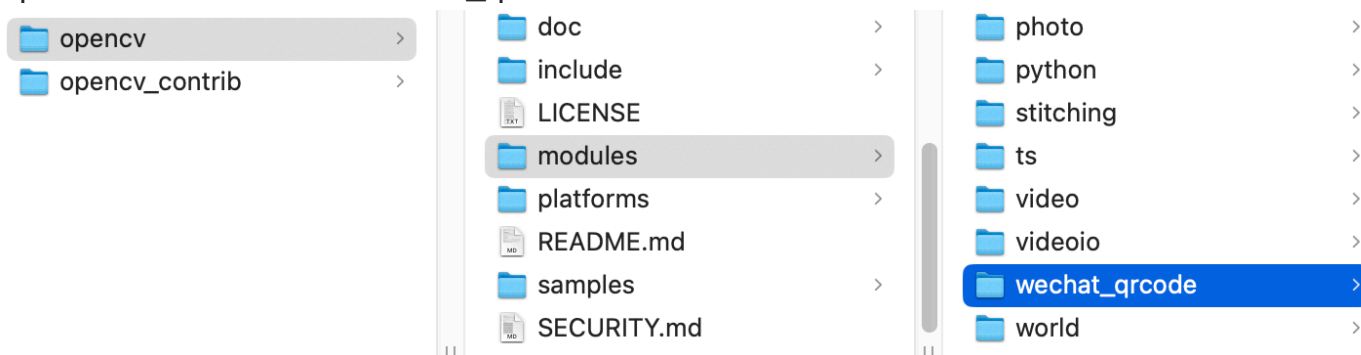 opencv
opencv_contrib
doc
include
LICENSE
modules
platforms
README.md
samples
SECURITY.md
photo
python
stitching
ts
video
videoio
wechat_qrcode
world